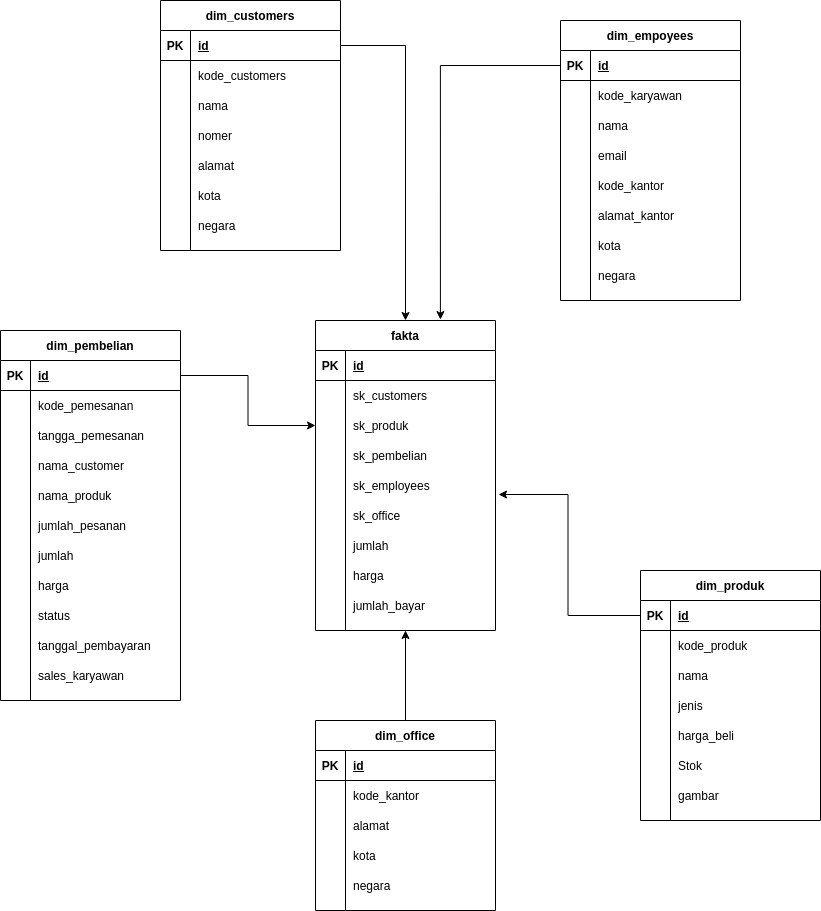 dim_customers
PK id
kode_customers
nama
nomer
alamat
kota
negara
dim_empoyees
PK id
kode_karyawan
nama
email
kode_kantor
alamat_kantor
kota
negara
dim_pembelian
PK id
kode_pemesanan
tangga_pemesanan
nama_customer
nama_produk
jumlah_pesanan
jumlah
harga
status
tanggal_pembayaran
sales_karyawan
fakta
PK id
sk_customers
sk_produk
sk_pembelian
sk_employees
sk_office
jumlah
harga
jumlah_bayar
dim_produk
PK id
kode_produk
nama
jenis
harga_beli
Stok
gambar
dim_office
PK id
kode_kantor
alamat
kota
negara